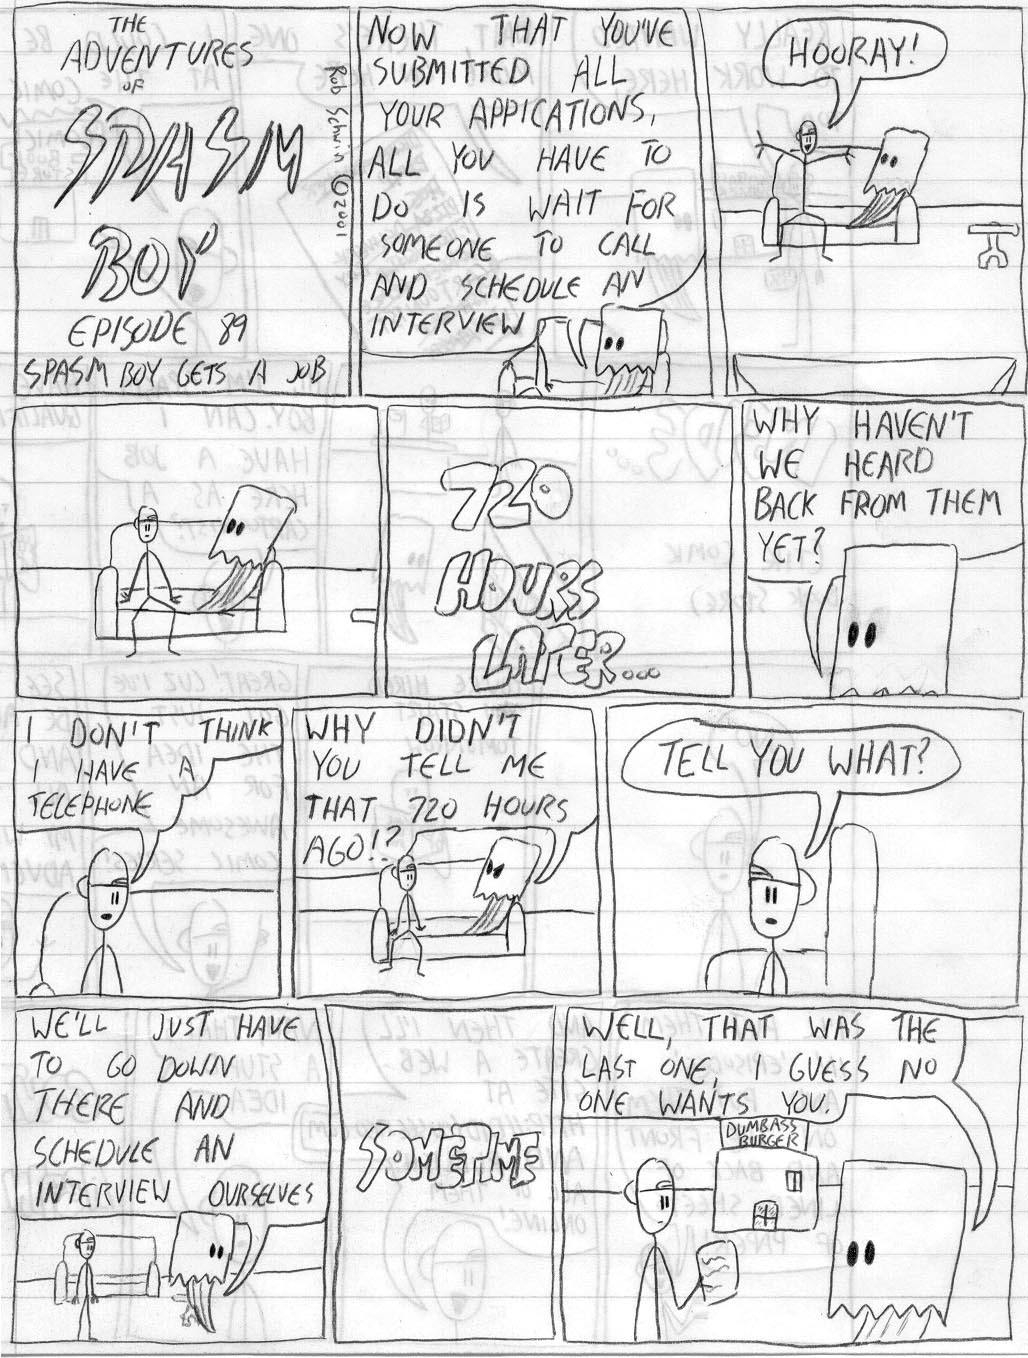 THE
ADVENTURES
OF
SPASM
BOY
EPISODE 89
SPASM BOY GETS A JOB
ROB SCHWIN ©2001
NOW THAT YOU'VE
SUBMITTED ALL
YOUR APPICATIONS,
ALL YOU HAVE TO
DO IS WAIT FOR
SOMEONE TO CALL
AND SCHEDULE AN
INTERVIEW
HOORAY!
720
HOURS
LATER...
WHY HAVEN'T
WE HEARD
BACK FROM THEM
YET?
I DON'T THINK
I HAVE A
TELEPHONE
WHY DIDN'T
YOU TELL ME
THAT 720 HOURS
AGO!?
TELL YOU WHAT?
WE'LL JUST HAVE
TO GO DOWN
THERE AND
SCHEDULE AN
INTERVIEW OURSELVES
SOMETIME
WELL, THAT WAS THE
LAST ONE, I GUESS NO
ONE WANTS YOU.
DUMBASS
BURGER